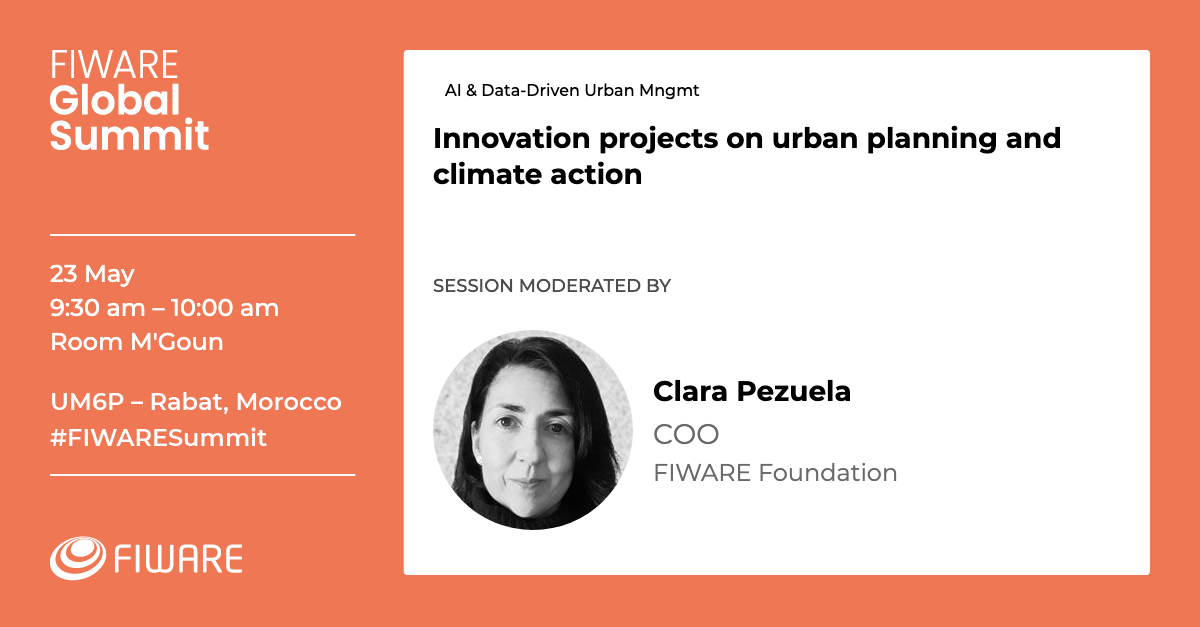 FIWARE
Global
Summit
23 May
9:30 am – 10:00 am
Room M'Goun
UM6P – Rabat, Morocco
#FIWARESummit
FIWARE
AI & Data-Driven Urban Mngmt
Innovation projects on urban planning and
climate action
SESSION MODERATED BY
Clara Pezuela
COO
FIWARE Foundation